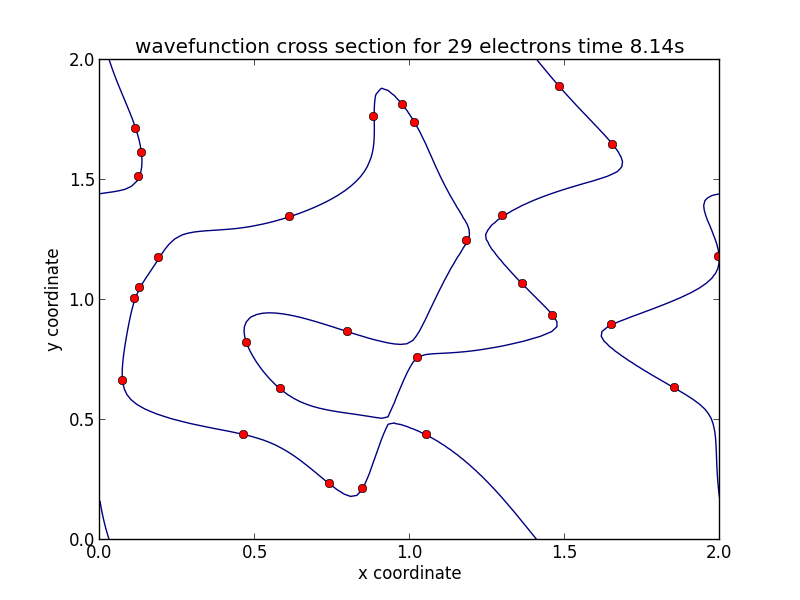 wavefunction cross section for 29 electrons time 8.14s
2.0
1.5
y coordinate
1.0
0.5
0.0
0.0 0.5 1.0 1.5 2.0
x coordinate